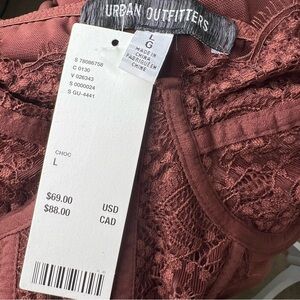 URBAN OUTFITTERS
L
G
MADE IN
CHINA
FABRIQUÉ EN
CHINE
S 78086758
C 0130
V 026343
S 0000024
S GU-4441
CHOC
L
$69.00 USD
$88.00 CAD